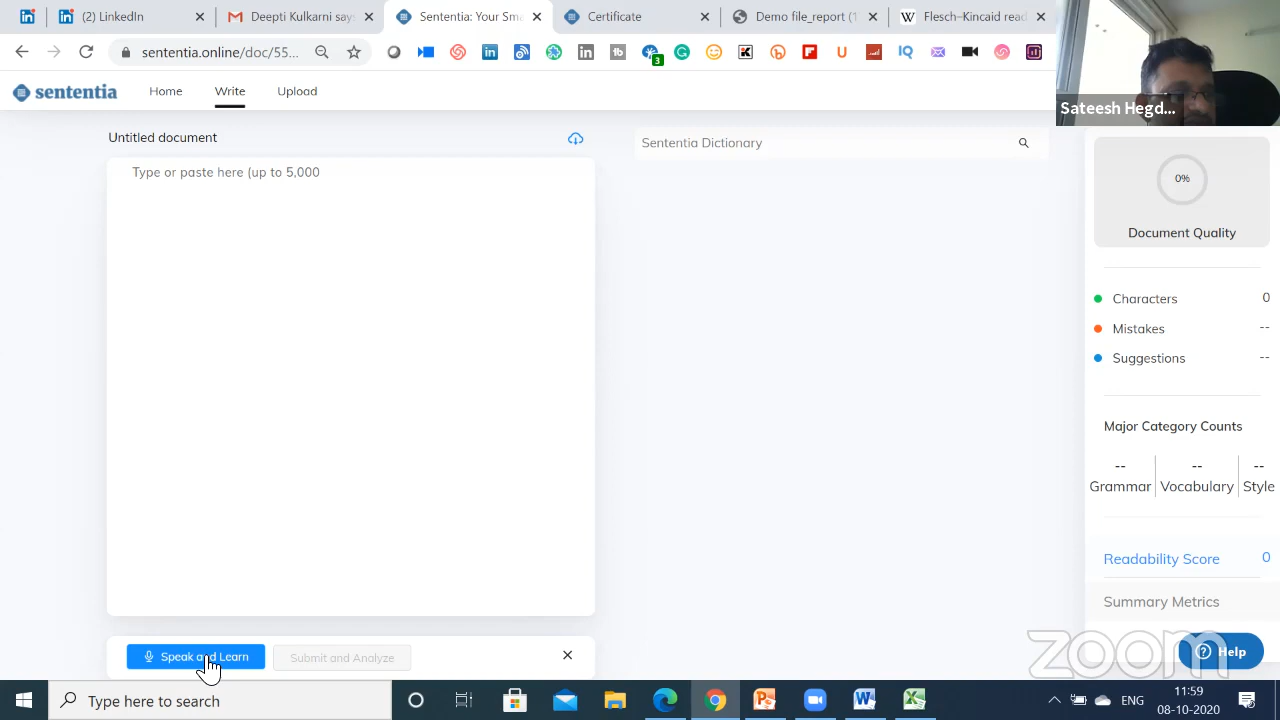 (2) LinkedIn
Deepti Kulkarni say
Sententia: Your Sma
Certificate
Demo file_report (1
Flesch–Kincaid read
sententia.online/doc/55...
3
sententia
Home
Write
Upload
Sateesh Hegd...
Untitled document
Sententia Dictionary
Type or paste here (up to 5,000
0%
Document Quality
Characters 0
Mistakes --
Suggestions --
Major Category Counts
-- -- --
Grammar Vocabulary Style
Readability Score 0
Summary Metrics
Speak and Learn
Submit and Analyze
zoom
Help
Type here to search
ENG
11:59
08-10-2020